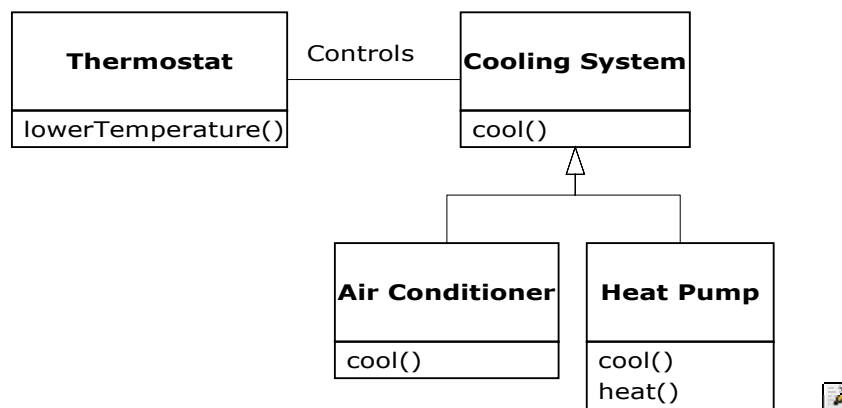 Thermostat
Controls
Cooling System
lowerTemperature()
cool()
Air Conditioner
Heat Pump
cool()
cool()
heat()